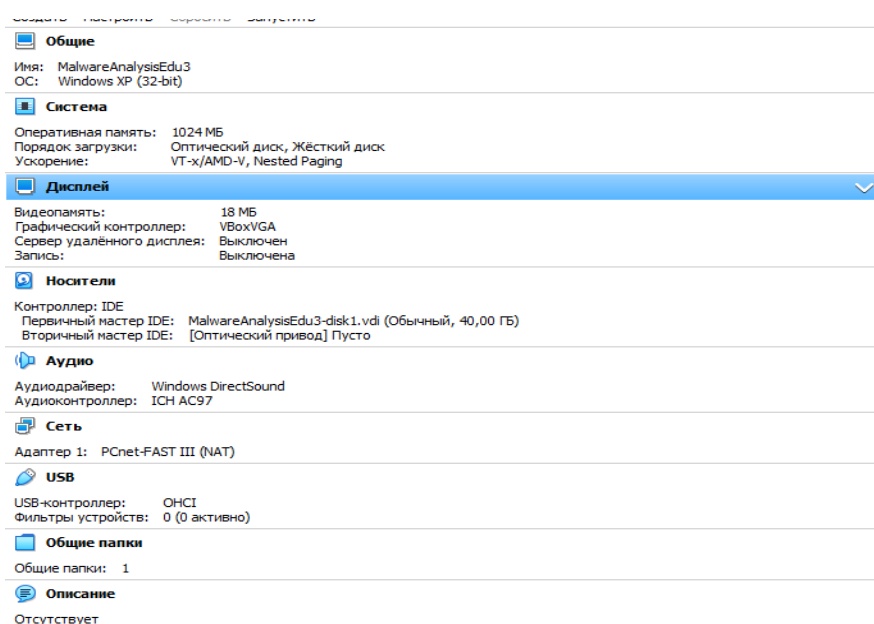 Создать Настроить Сбросить Запустить
Общие
Имя: MalwareAnalysisEdu3
ОС: Windows XP (32-bit)
Система
Оперативная память: 1024 МБ
Порядок загрузки: Оптический диск, Жёсткий диск
Ускорение: VT-x/AMD-V, Nested Paging
Дисплей
Видеопамять: 18 МБ
Графический контроллер: VBoxVGA
Сервер удалённого дисплея: Выключен
Запись: Выключена
Носители
Контроллер: IDE
Первичный мастер IDE: MalwareAnalysisEdu3-disk1.vdi (Обычный, 40,00 ГБ)
Вторичный мастер IDE: [Оптический привод] Пусто
Аудио
Аудиодрайвер: Windows DirectSound
Аудиоконтроллер: ICH AC97
Сеть
Адаптер 1: PCnet-FAST III (NAT)
USB
USB-контроллер: OHCI
Фильтры устройств: 0 (0 активно)
Общие папки
Общие папки: 1
Описание
Отсутствует